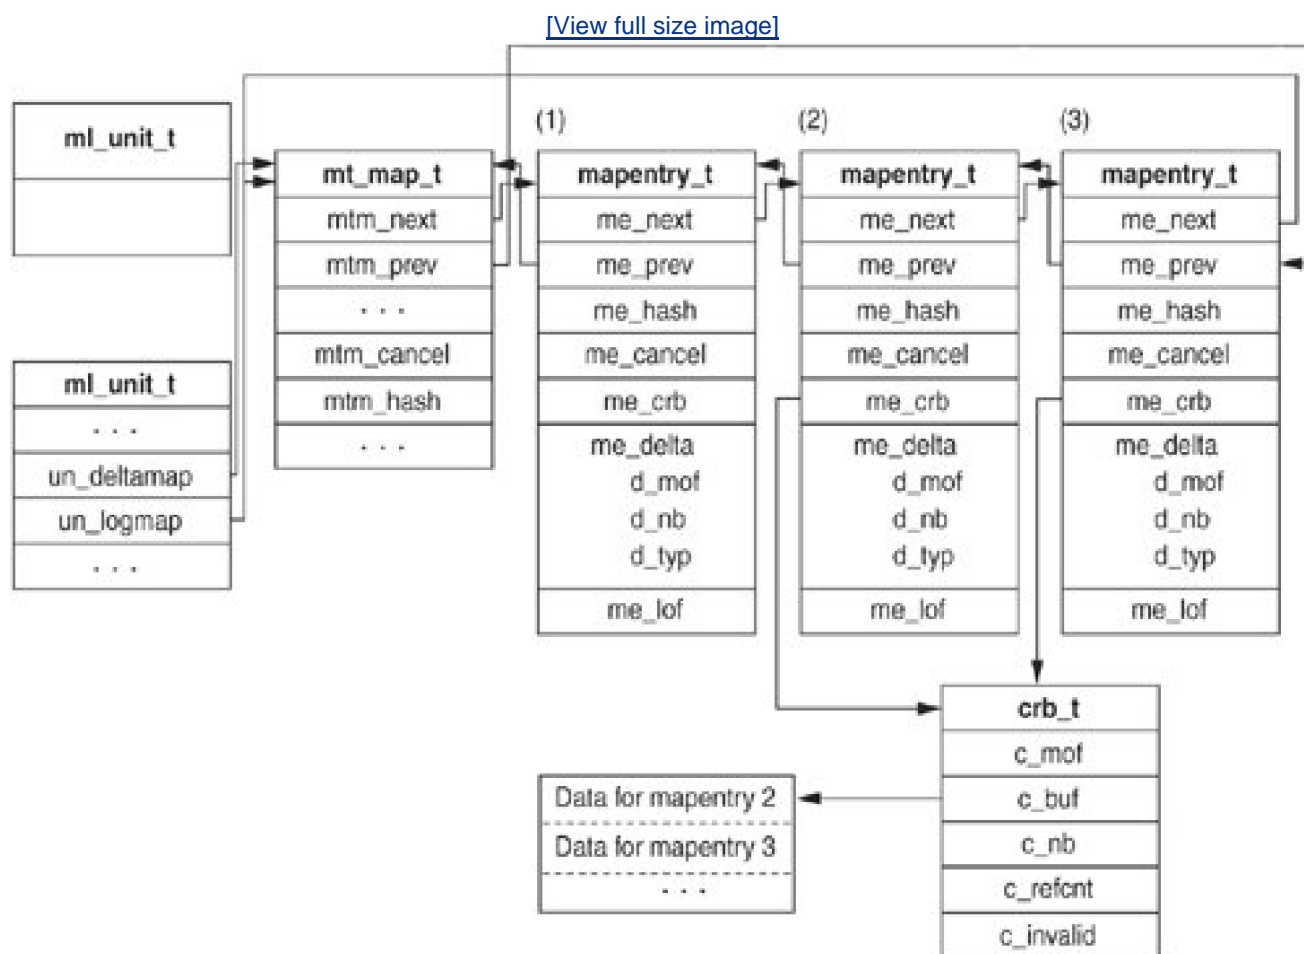 [View full size image]
ml_unit_t
ml_unit_t
. . .
un_deltamap
un_logmap
. . .
mt_map_t
mtm_next
mtm_prev
. . .
mtm_cancel
mtm_hash
. . .
(1)
mapentry_t
me_next
me_prev
me_hash
me_cancel
me_crb
me_delta
d_mof
d_nb
d_typ
me_lof
(2)
mapentry_t
me_next
me_prev
me_hash
me_cancel
me_crb
me_delta
d_mof
d_nb
d_typ
me_lof
(3)
mapentry_t
me_next
me_prev
me_hash
me_cancel
me_crb
me_delta
d_mof
d_nb
d_typ
me_lof
crb_t
c_mof
c_buf
c_nb
c_refcnt
c_invalid
Data for mapentry 2
Data for mapentry 3
. . .